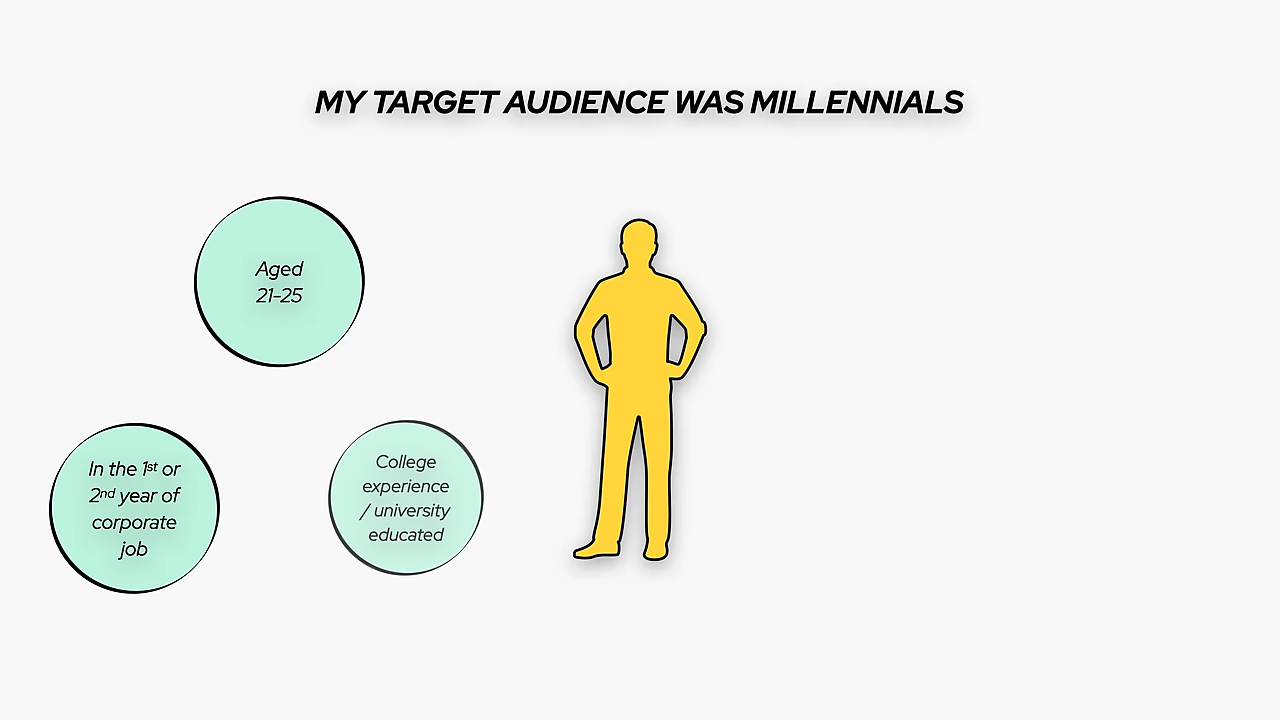 MY TARGET AUDIENCE WAS MILLENNIALS
Aged
21-25
In the 1st or
2nd year of
corporate
job
College
experience
/ university
educated